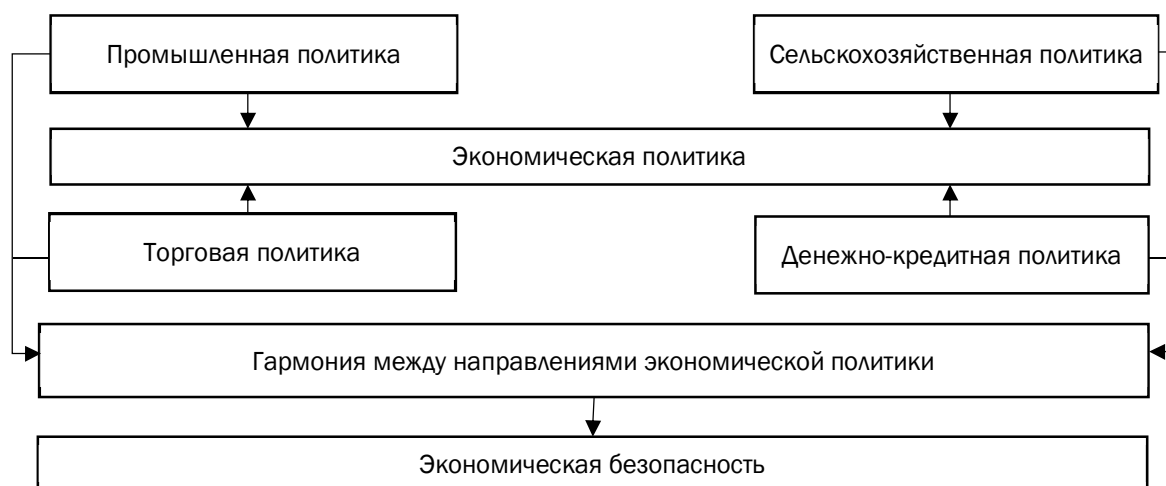 Промышленная политика
Сельскохозяйственная политика
Экономическая политика
Торговая политика
Денежно-кредитная политика
Гармония между направлениями экономической политики
Экономическая безопасность